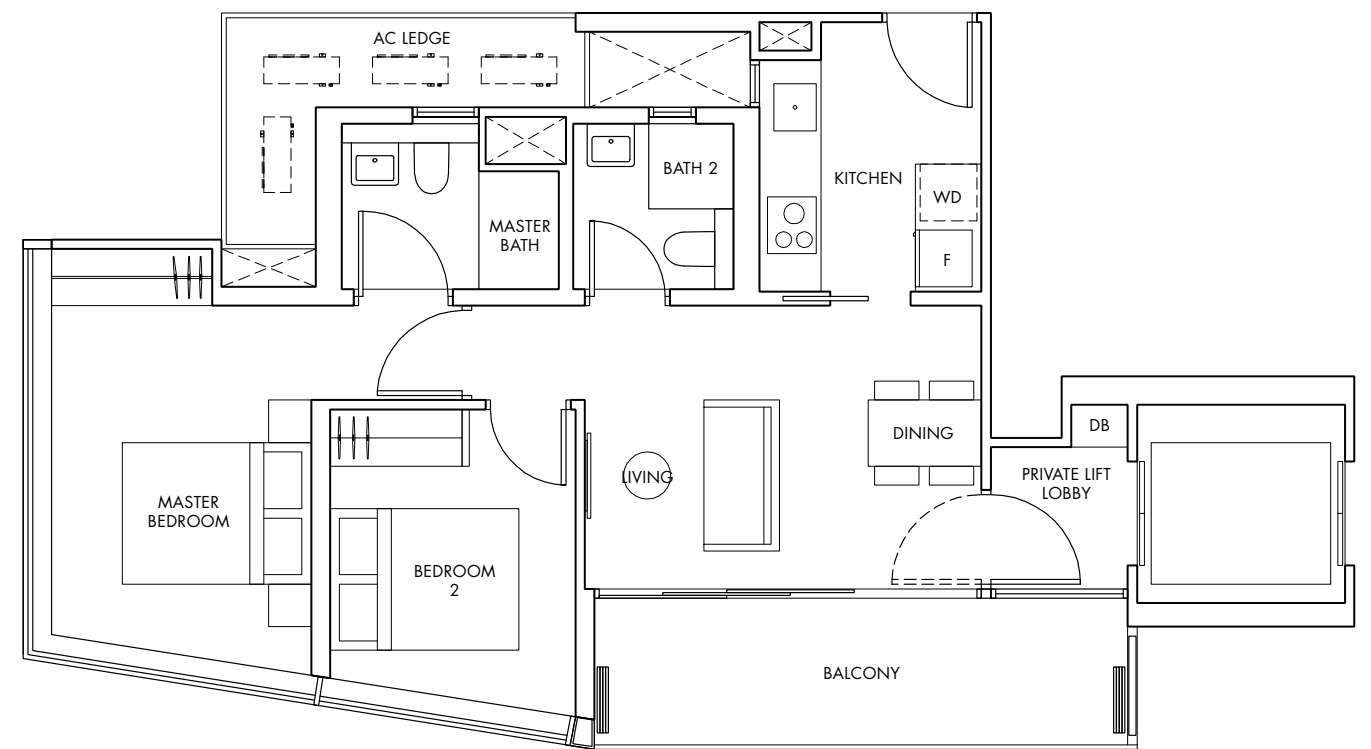 AC LEDGE
BATH 2
KITCHEN
WD
MASTER
BATH
F
DINING
DB
LIVING
PRIVATE LIFT
LOBBY
MASTER
BEDROOM
BEDROOM
2
BALCONY